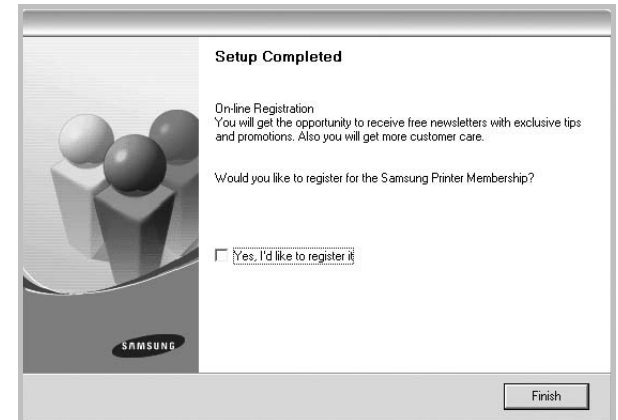 Setup Completed
On-line Registration
You will get the opportunity to receive free newsletters with exclusive tips
and promotions. Also you will get more customer care.
Would you like to register for the Samsung Printer Membership?
Yes, I'd like to register it
SAMSUNG
Finish